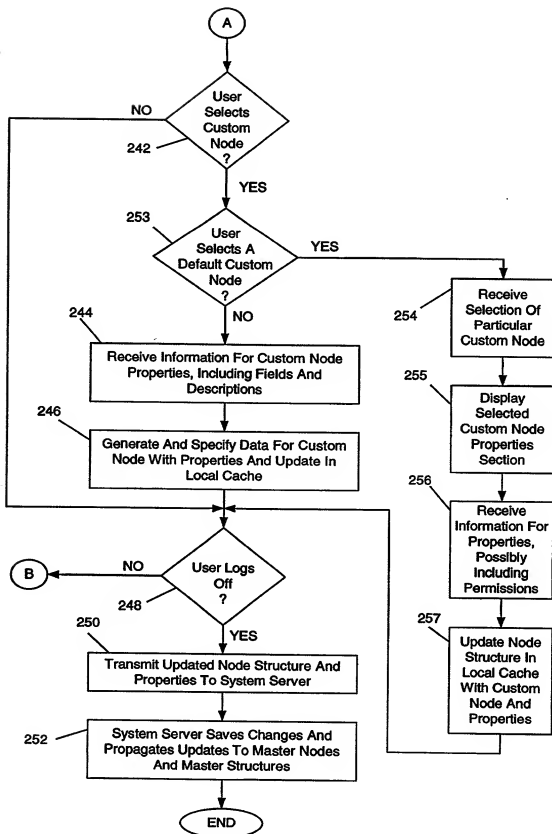 A
User
Selects
Custom
Node
?
NO
242
YES
253
User
Selects A
Default Custom
Node
?
YES
NO
244
Receive Information For Custom Node
Properties, Including Fields And
Descriptions
246
Generate And Specify Data For Custom
Node With Properties And Update In
Local Cache
254
Receive
Selection Of
Particular
Custom Node
255
Display
Selected
Custom Node
Properties
Section
256
Receive
Information For
Properties,
Possibly
Including
Permissions
257
Update Node
Structure In
Local Cache
With Custom
Node And
Properties
B
NO
User Logs
Off
?
248
YES
250
Transmit Updated Node Structure And
Properties To System Server
252
System Server Saves Changes And
Propagates Updates To Master Nodes
And Master Structures
END